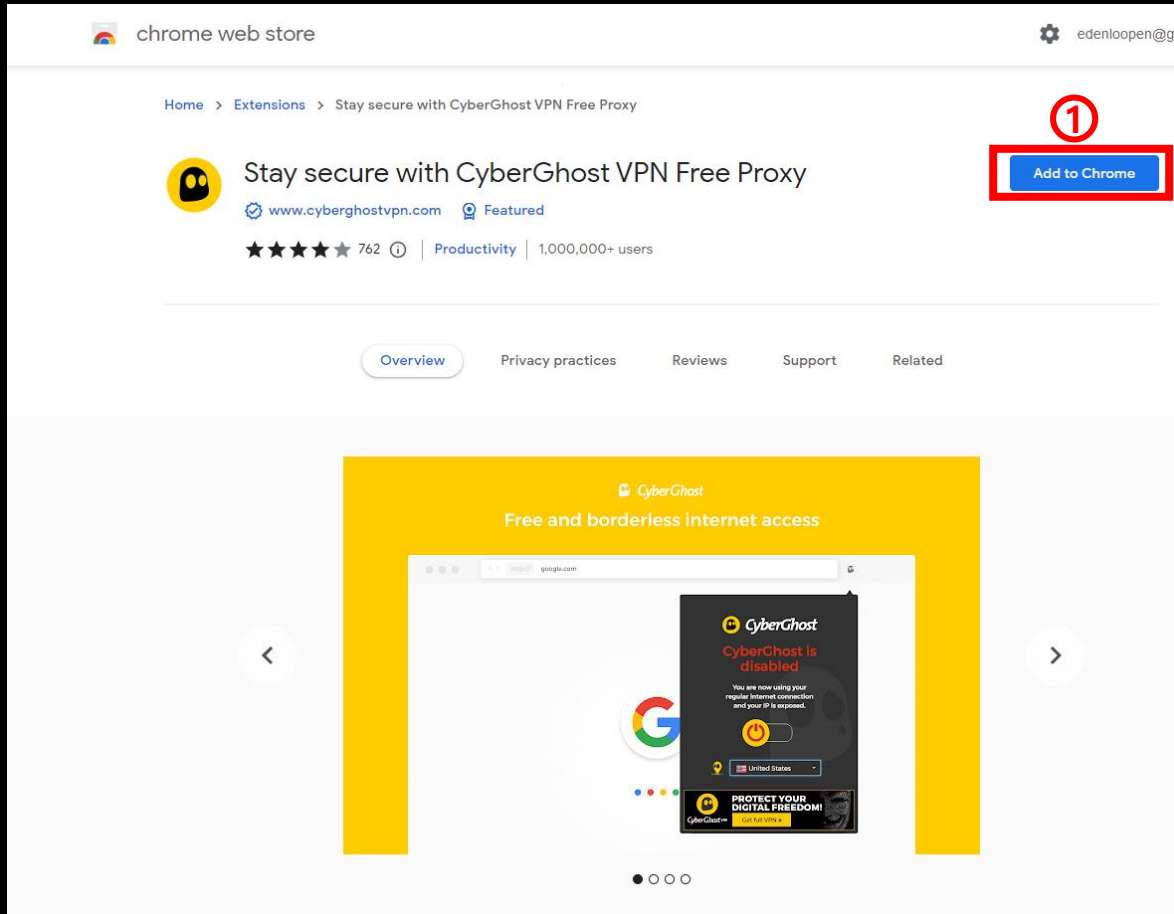 chrome web store
edenloopen@g
Home > Extensions > Stay secure with CyberGhost VPN Free Proxy
①
Stay secure with CyberGhost VPN Free Proxy
Add to Chrome
www.cyberghostvpn.com Featured
762 | Productivity | 1,000,000+ users
Overview Privacy practices Reviews Support Related
CyberGhost
Free and borderless internet access
google.com
CyberGhost
CyberGhost is
disabled
You are now using your
regular internet connection
and your IP is exposed.
United States
PROTECT YOUR
DIGITAL FREEDOM!
CyberGhost
Get full VPN »